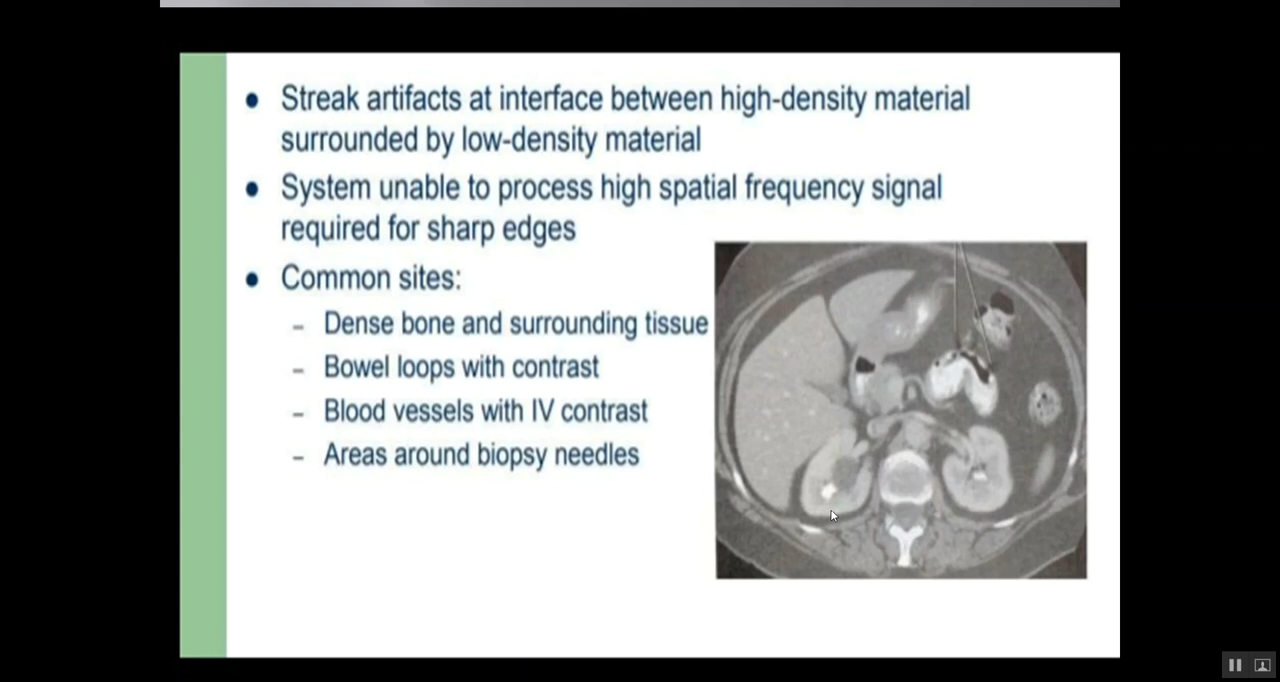 ● Streak artifacts at interface between high-density material
surrounded by low-density material
● System unable to process high spatial frequency signal
required for sharp edges
● Common sites:
– Dense bone and surrounding tissue
– Bowel loops with contrast
– Blood vessels with IV contrast
– Areas around biopsy needles